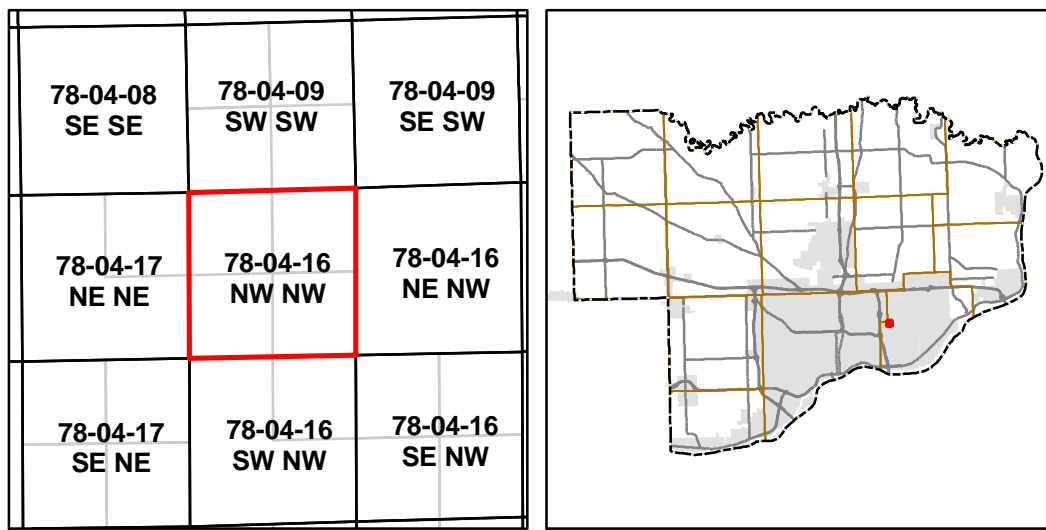 78-04-08
SE SE
78-04-09
SW SW
78-04-09
SE SW
78-04-17
NE NE
78-04-16
NW NW
78-04-16
NE NW
78-04-17
SE NE
78-04-16
SW NW
78-04-16
SE NW